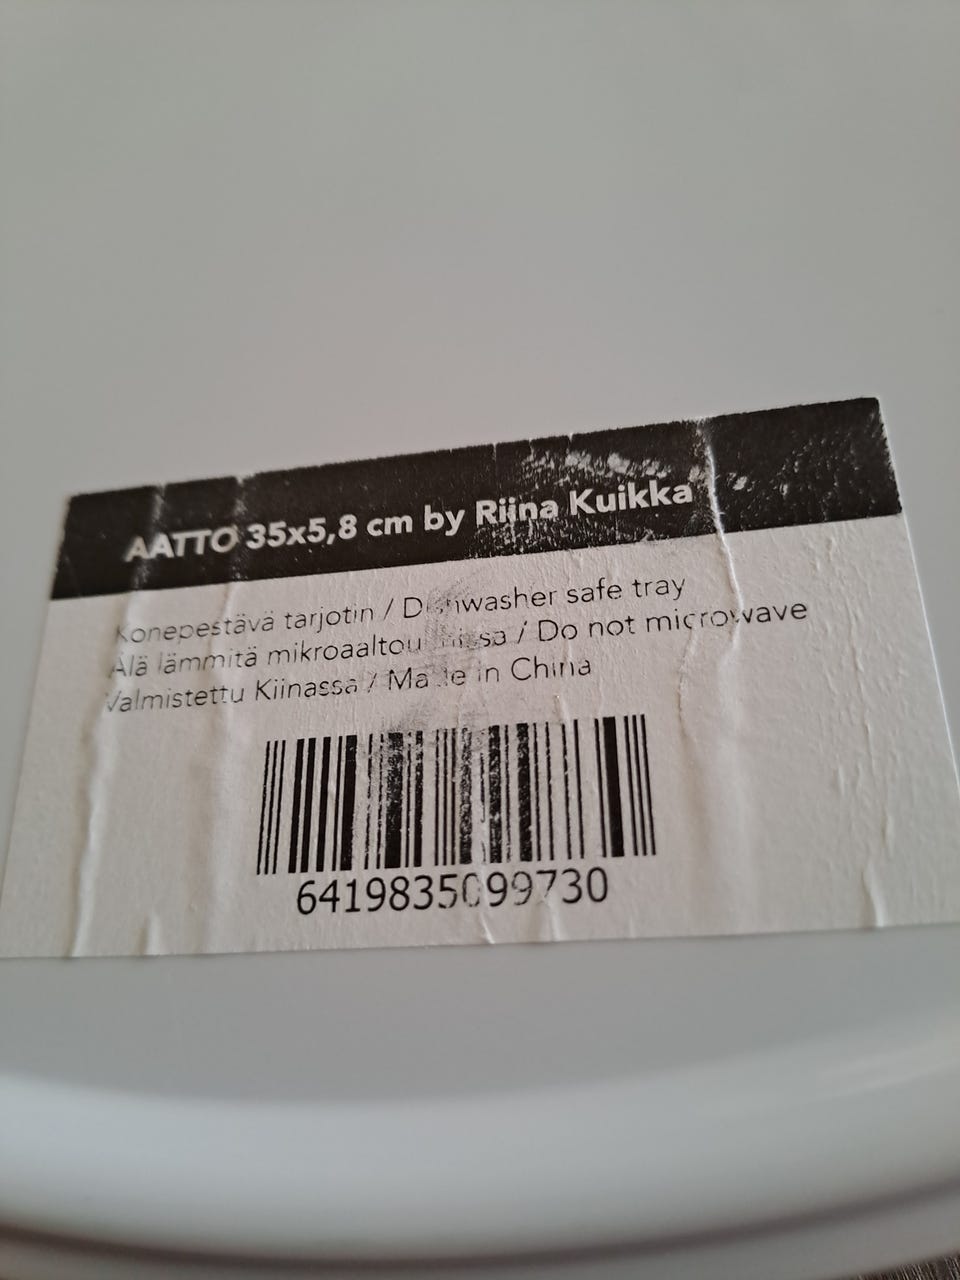 AATTO 35x5,8 cm by Riina Kuikka
Konepestävä tarjotin / Dishwasher safe tray
Älä lämmitä mikroaaltouunissa / Do not microwave
Valmistettu Kiinassa / Made in China
6419835099730